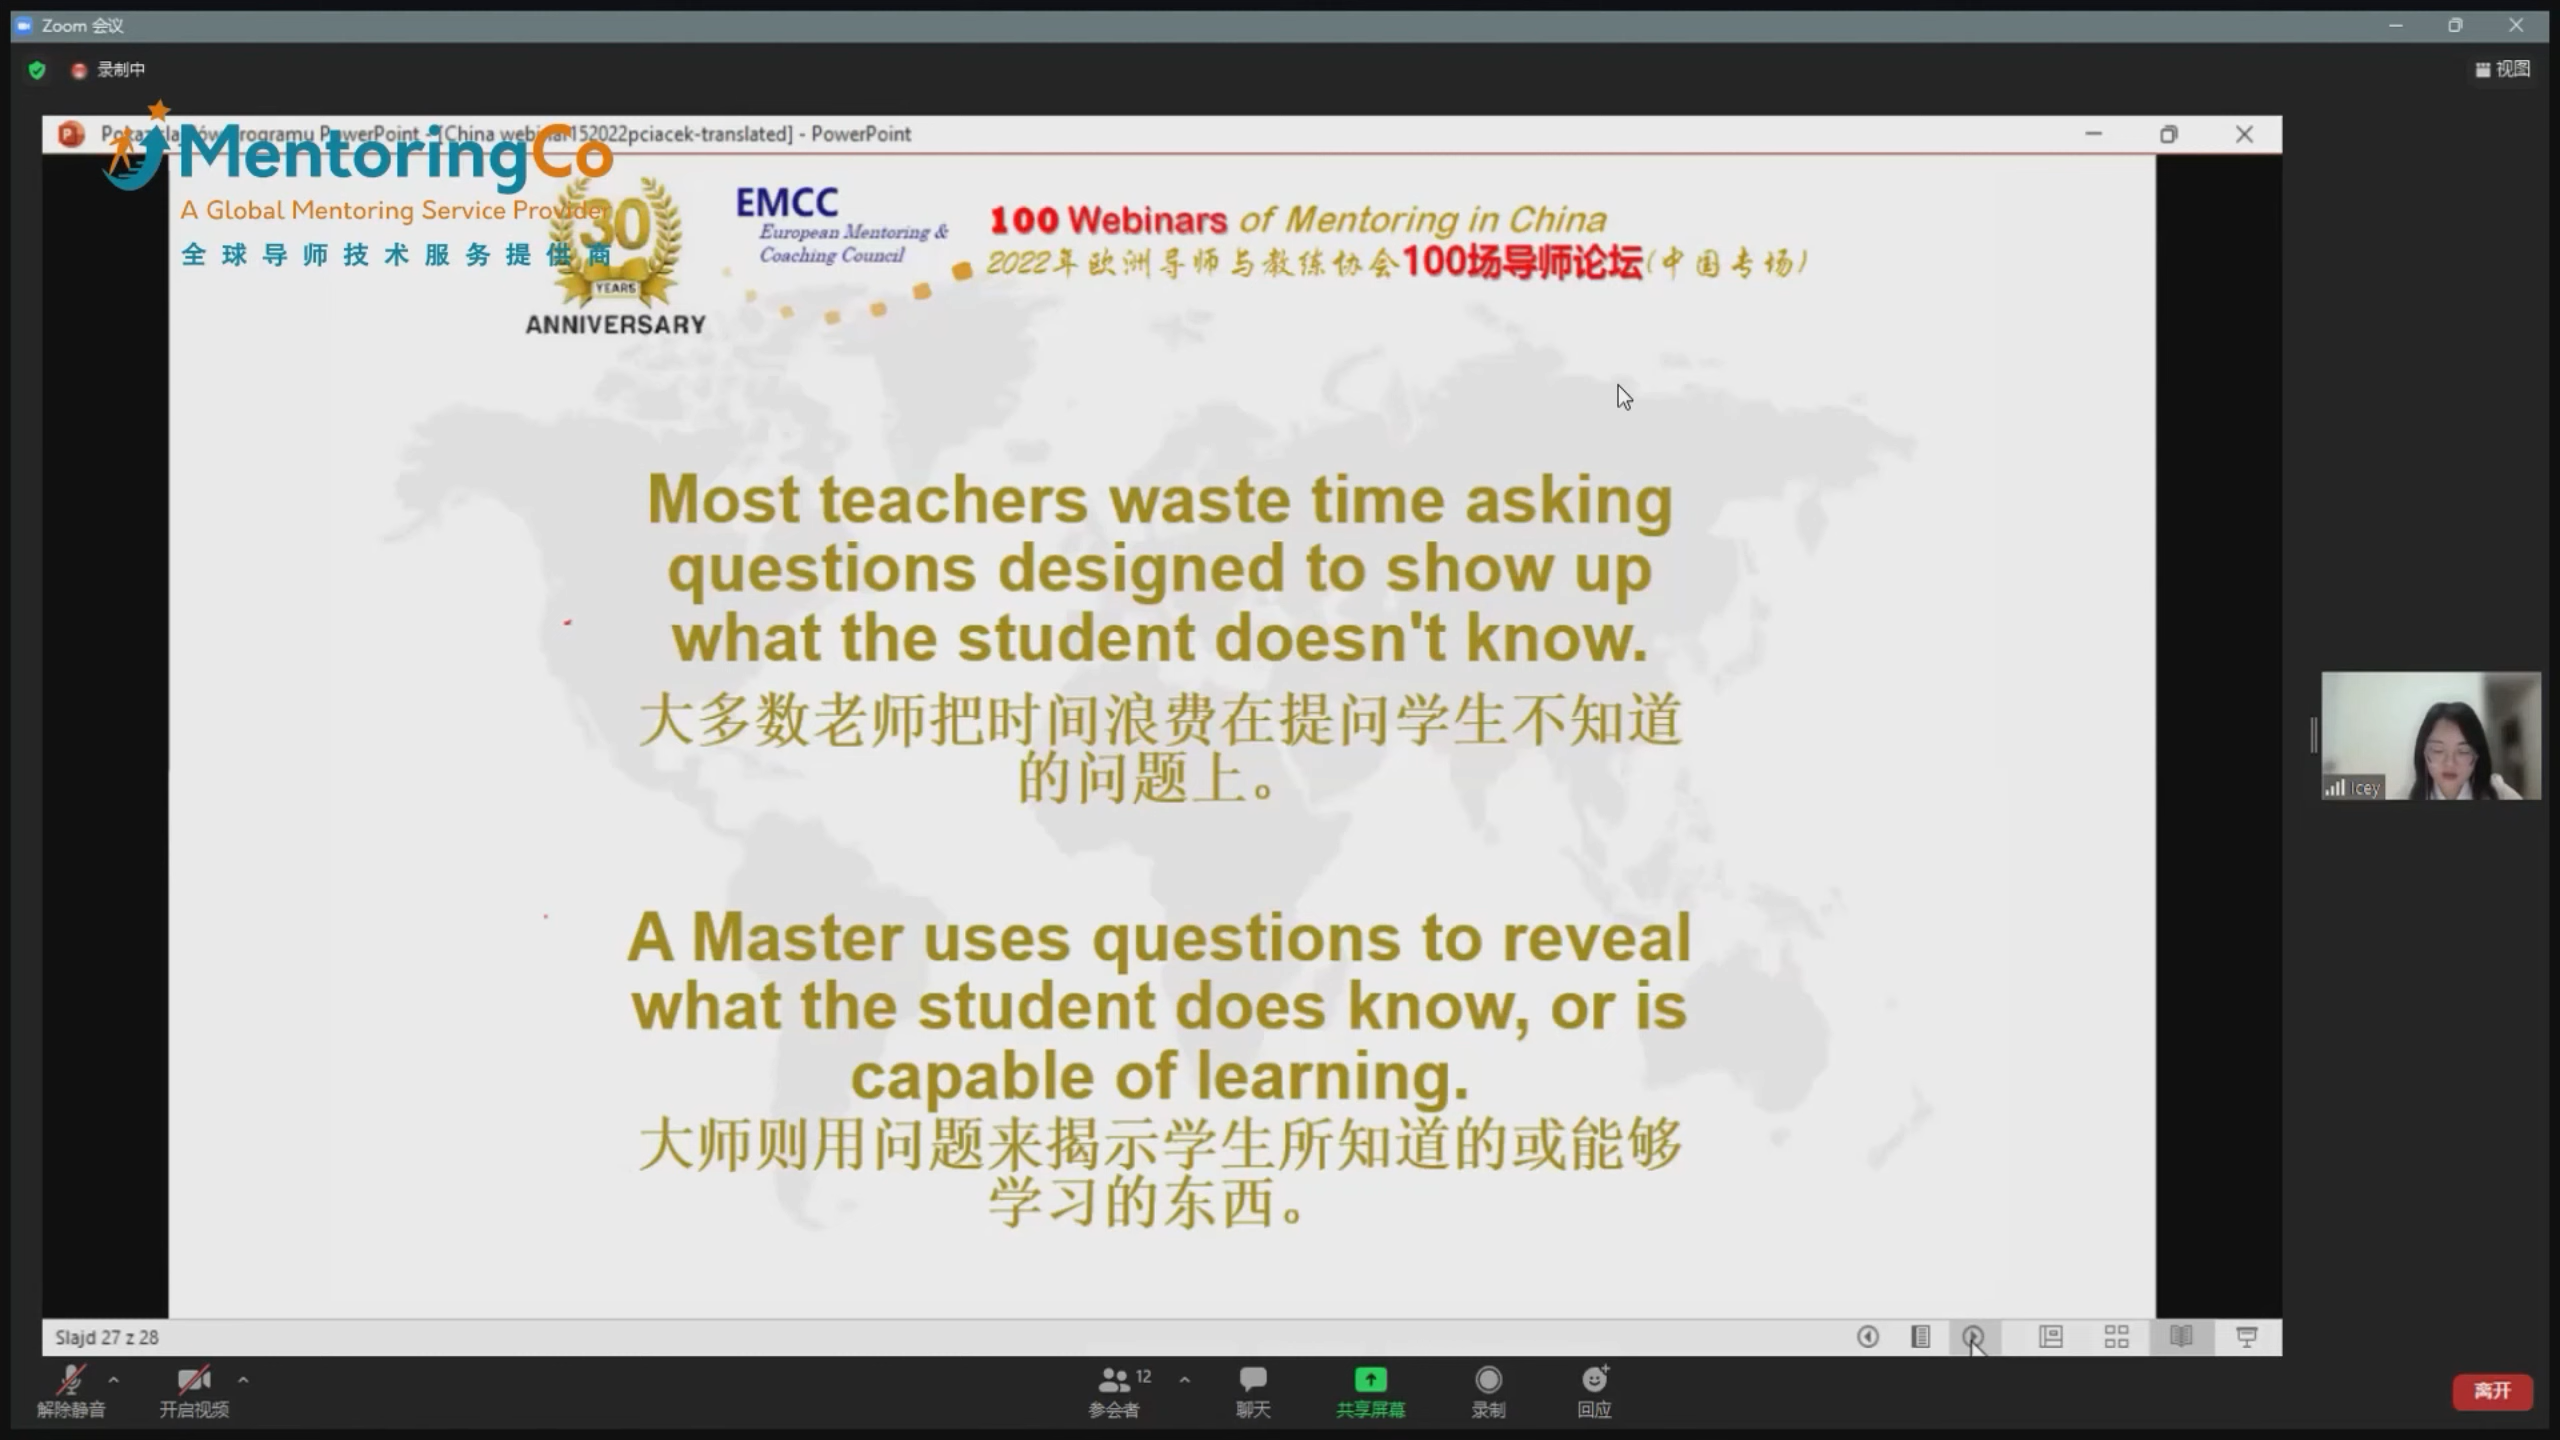 Zoom 会议
录制中
视图
[China webinar152022pciacek-translated] - PowerPoint
MentoringCo
A Global Mentoring Service Provider
全球导师技术服务提供商
30
YEARS
ANNIVERSARY
EMCC
European Mentoring &
Coaching Council
100 Webinars of Mentoring in China
2022年欧洲导师与教练协会100场导师论坛(中国专场)
Most teachers waste time asking
questions designed to show up
what the student doesn't know.
大多数老师把时间浪费在提问学生不知道
的问题上。
A Master uses questions to reveal
what the student does know, or is
capable of learning.
大师则用问题来揭示学生所知道的或能够
学习的东西。
Icey
Slajd 27 z 28
解除静音
开启视频
12
参会者
聊天
共享屏幕
录制
回应
离开